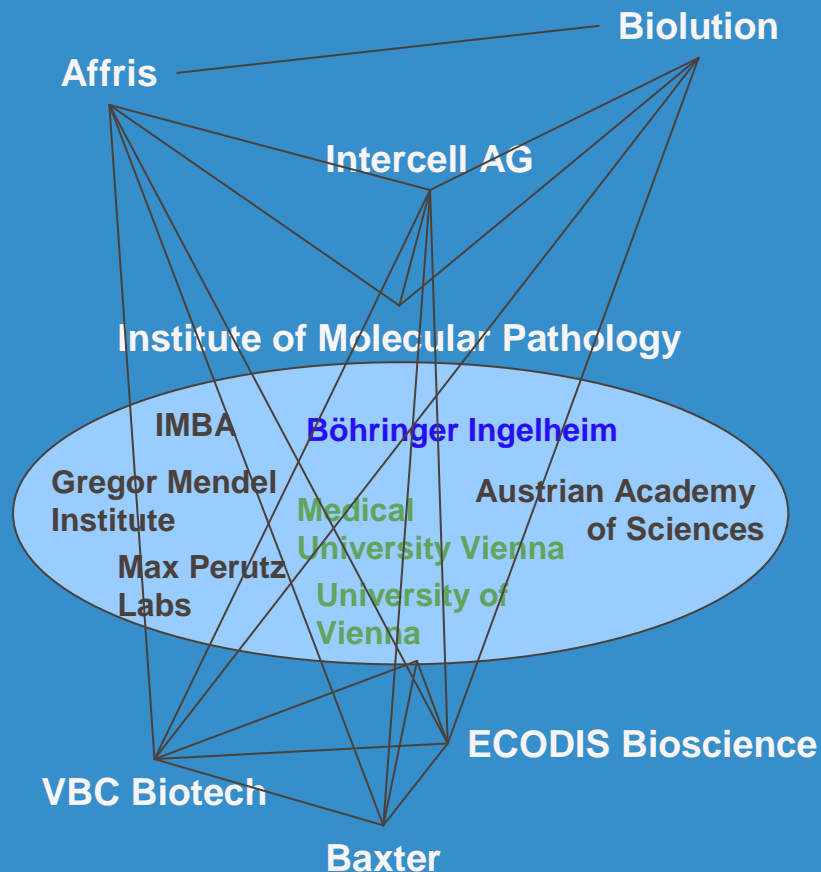 Biolution
Affris
Intercell AG
Institute of Molecular Pathology
IMBA
Böhringer Ingelheim
Gregor Mendel
Institute
Austrian Academy
of Sciences
Medical
University Vienna
Max Perutz
Labs
University of
Vienna
ECODIS Bioscience
VBC Biotech
Baxter